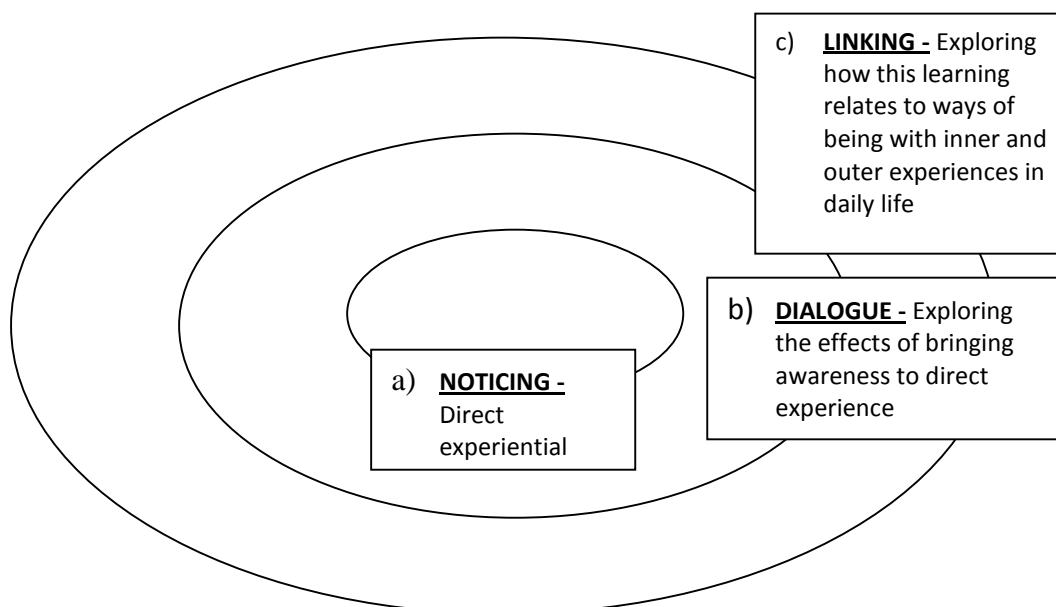 c) LINKING - Exploring
how this learning
relates to ways of
being with inner and
outer experiences in
daily life
b) DIALOGUE - Exploring
the effects of bringing
awareness to direct
experience
a) NOTICING -
Direct
experiential